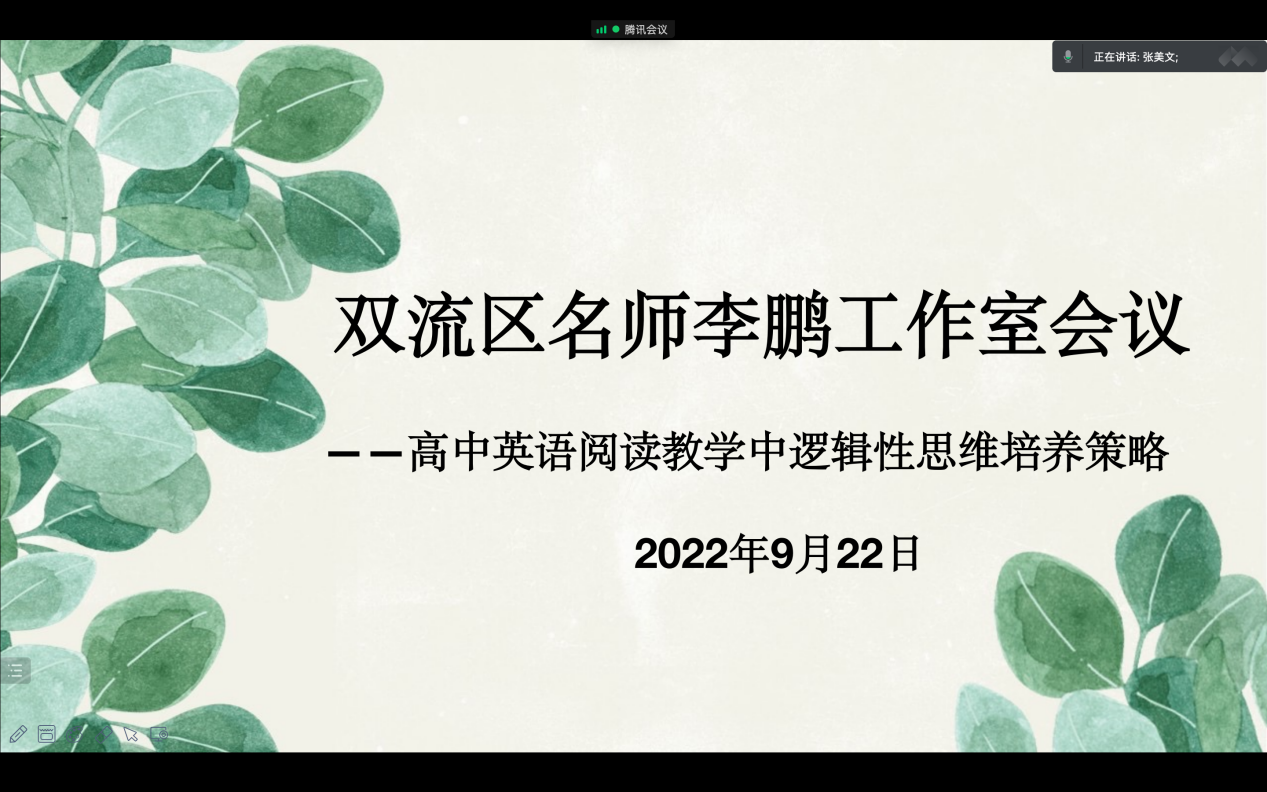 腾讯会议
正在讲话: 张美文;
双流区名师李鹏工作室会议
——高中英语阅读教学中逻辑性思维培养策略
2022年9月22日